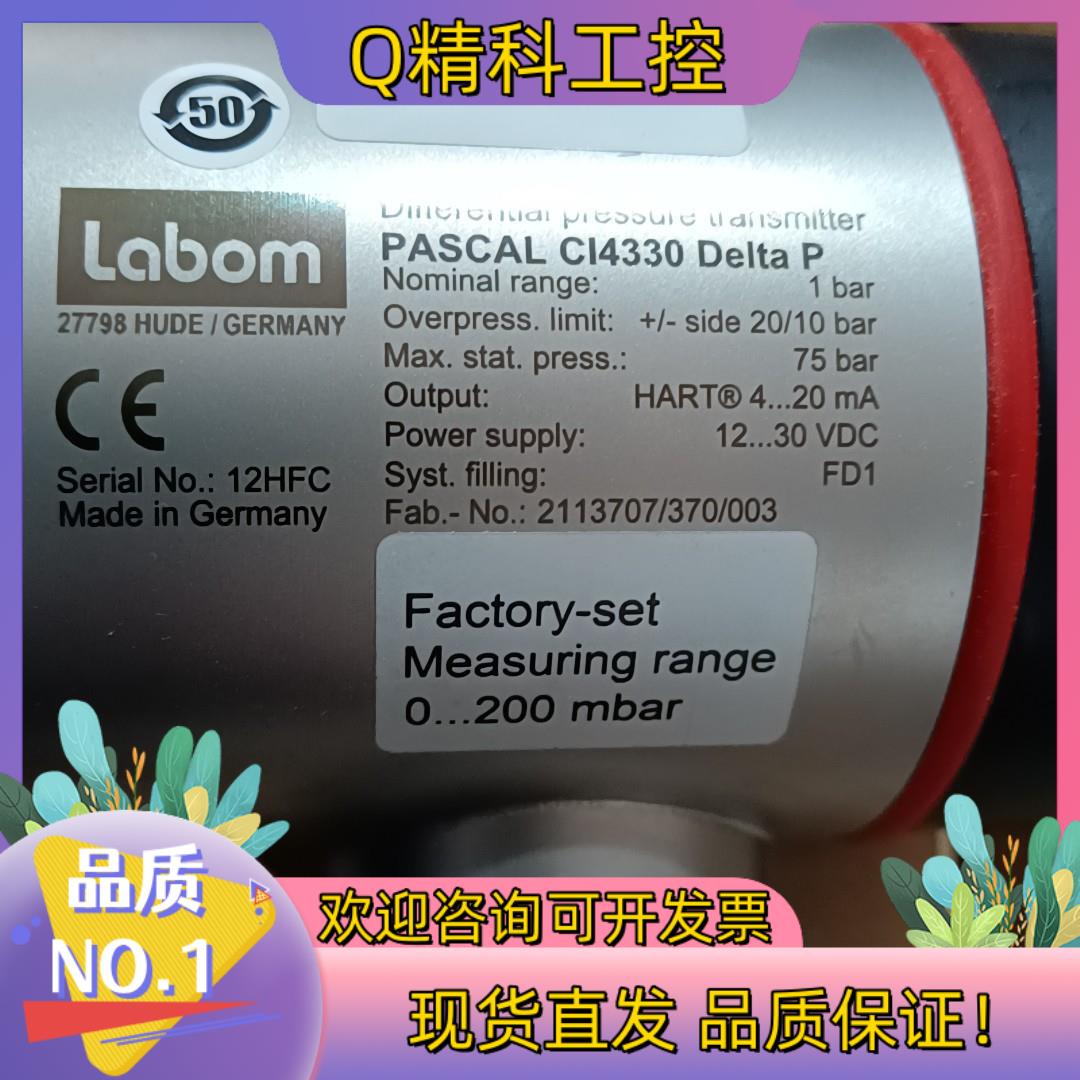 Q精科工控
50
Labom
27798 HUDE / GERMANY
CE
Serial No.: 12HFC
Made in Germany
Differential pressure transmitter
PASCAL CI4330 Delta P
Nominal range: 1 bar
Overpress. limit: +/- side 20/10 bar
Max. stat. press.: 75 bar
Output: HART® 4...20 mA
Power supply: 12...30 VDC
Syst. filling: FD1
Fab.- No.: 2113707/370/003
Factory-set
Measuring range
0...200 mbar
品质
NO.1
欢迎咨询可开发票
现货直发 品质保证!